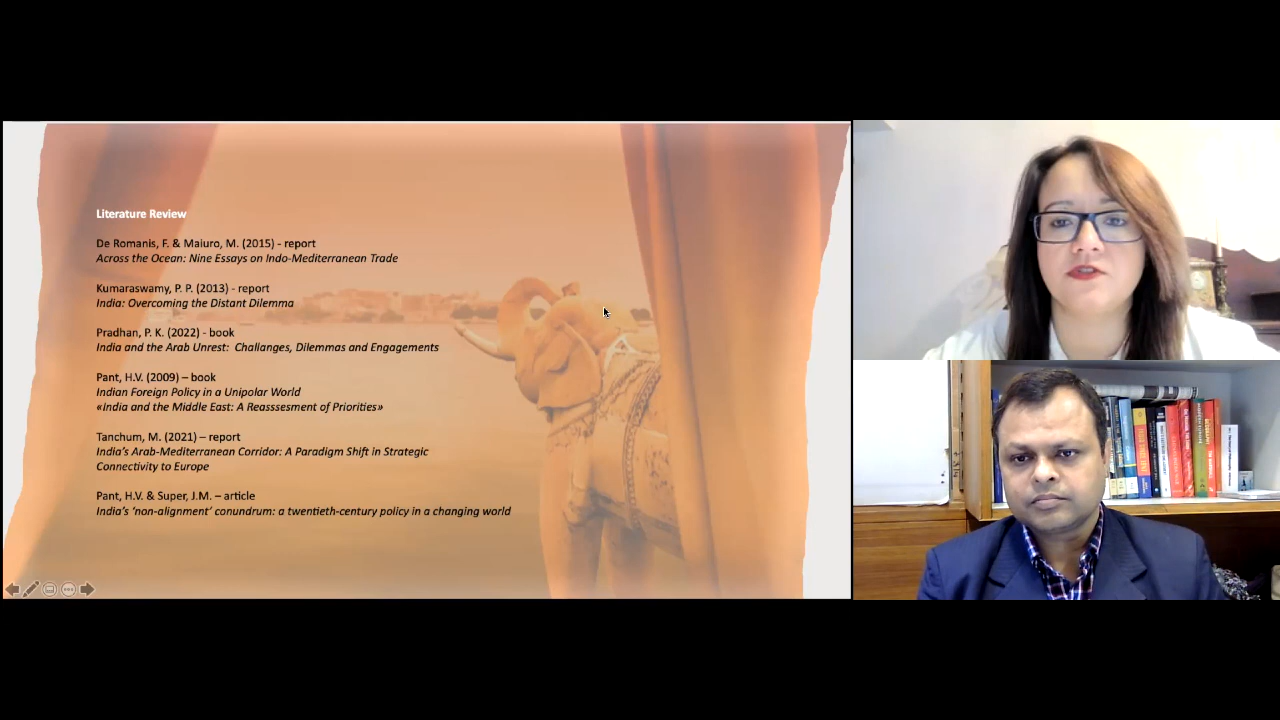 Literature Review
De Romanis, F. & Maiuro, M. (2015) - report
Across the Ocean: Nine Essays on Indo-Mediterranean Trade
Kumaraswamy, P. P. (2013) - report
India: Overcoming the Distant Dilemma
Pradhan, P. K. (2022) - book
India and the Arab Unrest: Challanges, Dilemmas and Engagements
Pant, H.V. (2009) – book
Indian Foreign Policy in a Unipolar World
«India and the Middle East: A Reasssesment of Priorities»
Tanchum, M. (2021) – report
India's Arab-Mediterranean Corridor: A Paradigm Shift in Strategic
Connectivity to Europe
Pant, H.V. & Super, J.M. – article
India's ‘non-alignment’ conundrum: a twentieth-century policy in a changing world